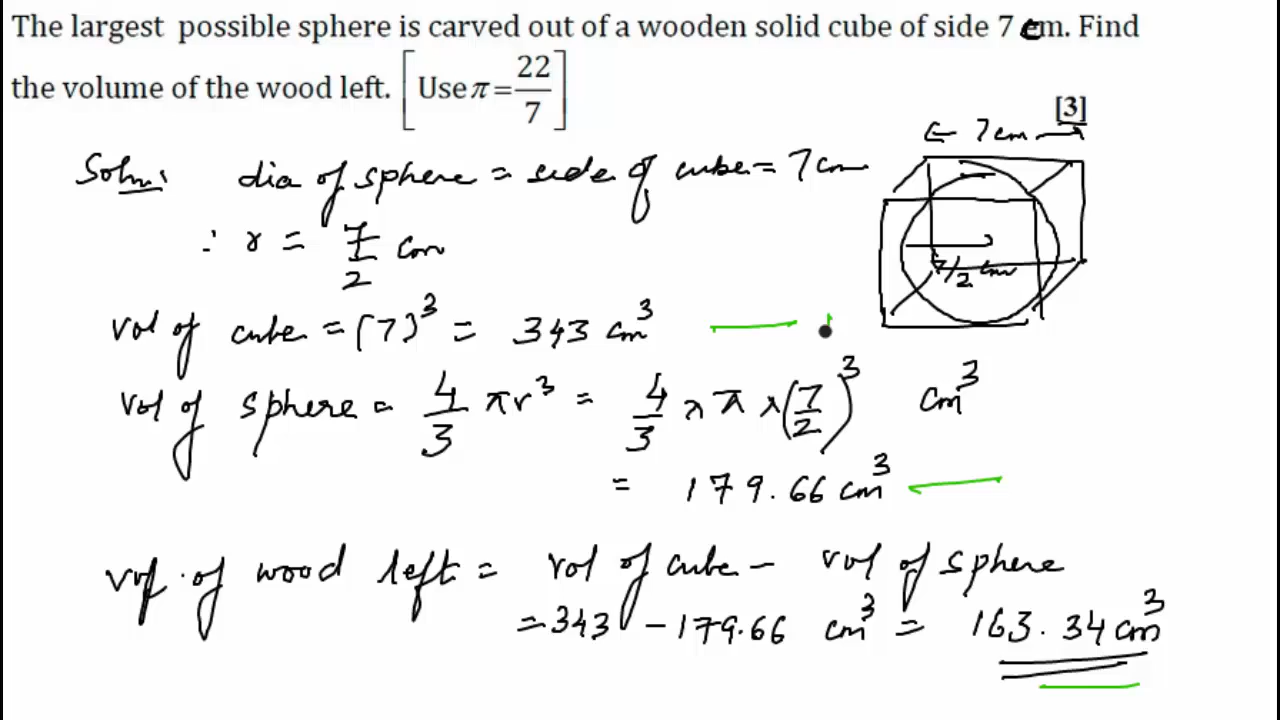 The largest possible sphere is carved out of a wooden solid cube of side 7 cm. Find
the volume of the wood left. [Use π = 22/7]
[3]
← 7cm →
Soln: dia of sphere = side of cube = 7cm
∴ r = 7/2 cm
7/2 cm
vol of cube = (7)³ = 343 cm³
vol of sphere = 4/3 πr³ = 4/3 × π × (7/2)³ cm³
= 179.66 cm³
vol. of wood left = vol of cube - vol of sphere
= 343 - 179.66 cm³ = 163.34 cm³